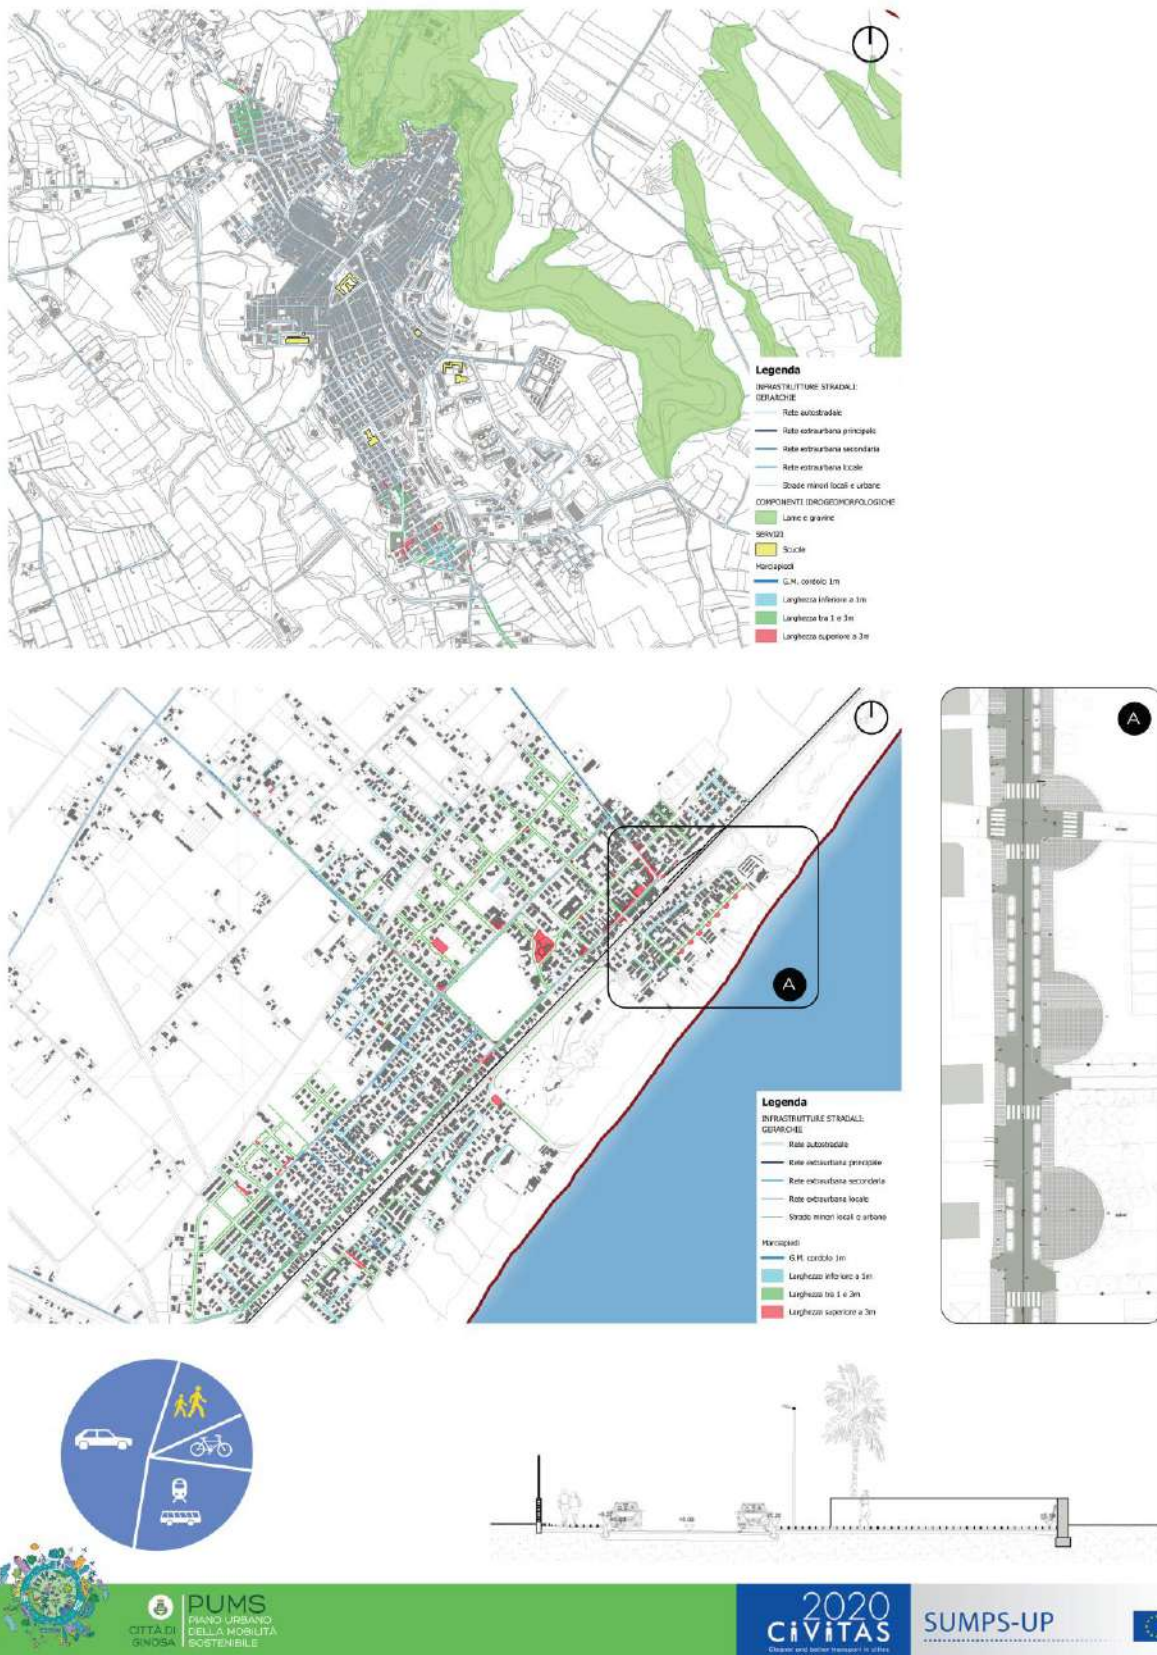 Legenda
INFRASTRUTTURE STRADALI:
GERARCHIE
Rete autostradale
Rete extraurbana principale
Rete extraurbana secondaria
Rete extraurbana locale
Strade minori locali e urbane
COMPONENTI IDROGEOMORFOLOGICHE
Lame e gravine
SERVIZI
Scuole
Marciapiedi
G.M. cordolo 1m
Larghezza inferiore a 1m
Larghezza tra 1 e 3m
Larghezza superiore a 3m
A
A
Legenda
INFRASTRUTTURE STRADALI:
GERARCHIE
Rete autostradale
Rete extraurbana principale
Rete extraurbana secondaria
Rete extraurbana locale
Strade minori locali e urbane
Marciapiedi
G.M. cordolo 1m
Larghezza inferiore a 1m
Larghezza tra 1 e 3m
Larghezza superiore a 3m
CITTÀ DI
GINOSA
PUMS
PIANO URBANO
DELLA MOBILITÀ
SOSTENIBILE
2020
CiViTAS
Cleaner and better transport in cities
SUMPS-UP